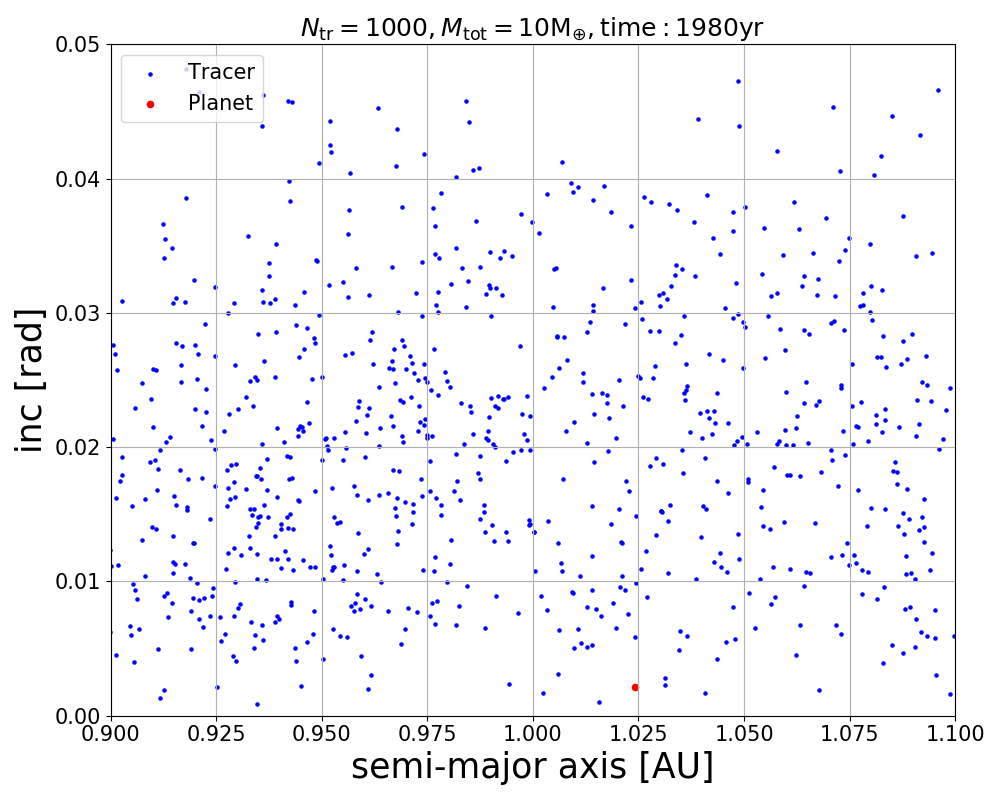 N_tr = 1000, M_tot = 10M_⊕, time : 1980yr
Tracer
Planet
0.05
0.04
0.03
0.02
0.01
0.00
inc [rad]
0.900 0.925 0.950 0.975 1.000 1.025 1.050 1.075 1.100
semi-major axis [AU]